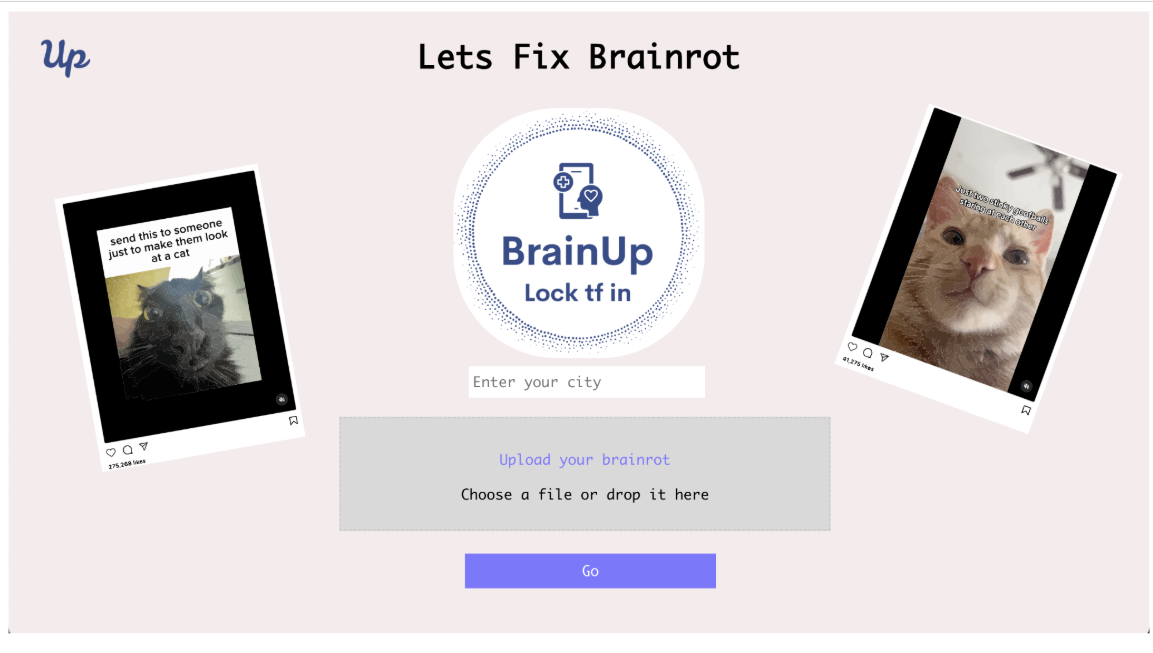 Up
Lets Fix Brainrot
send this to someone
just to make them look
at a cat
275,268 likes
BrainUp
Lock tf in
Just two stinky goofballs
staring at each other
41,275 likes
Enter your city
Upload your brainrot
Choose a file or drop it here
Go